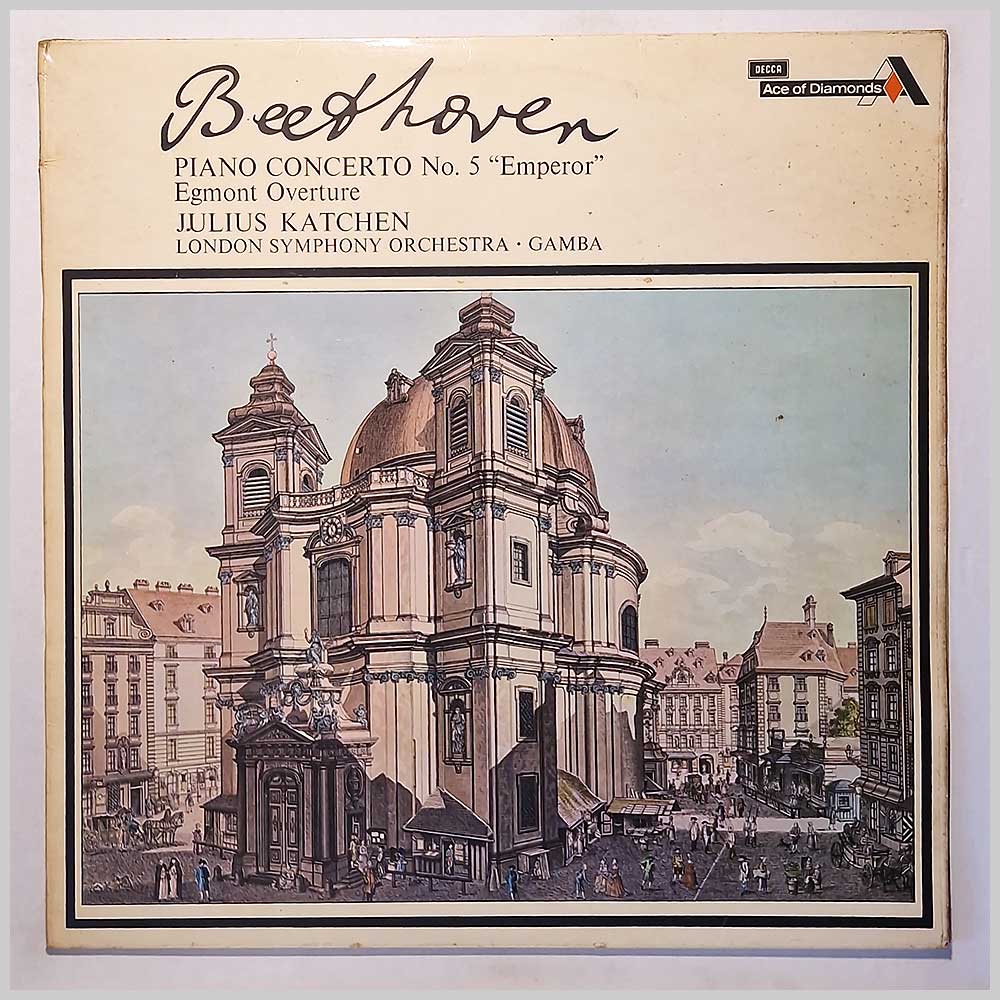 DECCA
Ace of Diamonds
Beethoven
PIANO CONCERTO No. 5 “Emperor”
Egmont Overture
JULIUS KATCHEN
LONDON SYMPHONY ORCHESTRA · GAMBA